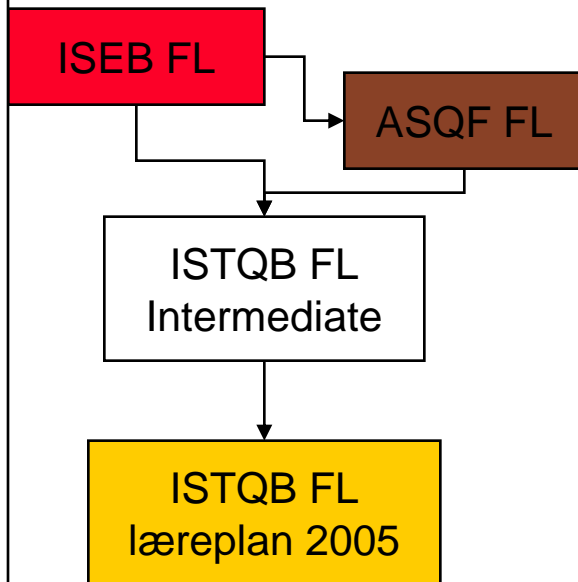 ISEB FL
ASQF FL
ISTQB FL
Intermediate
ISTQB FL
læreplan 2005